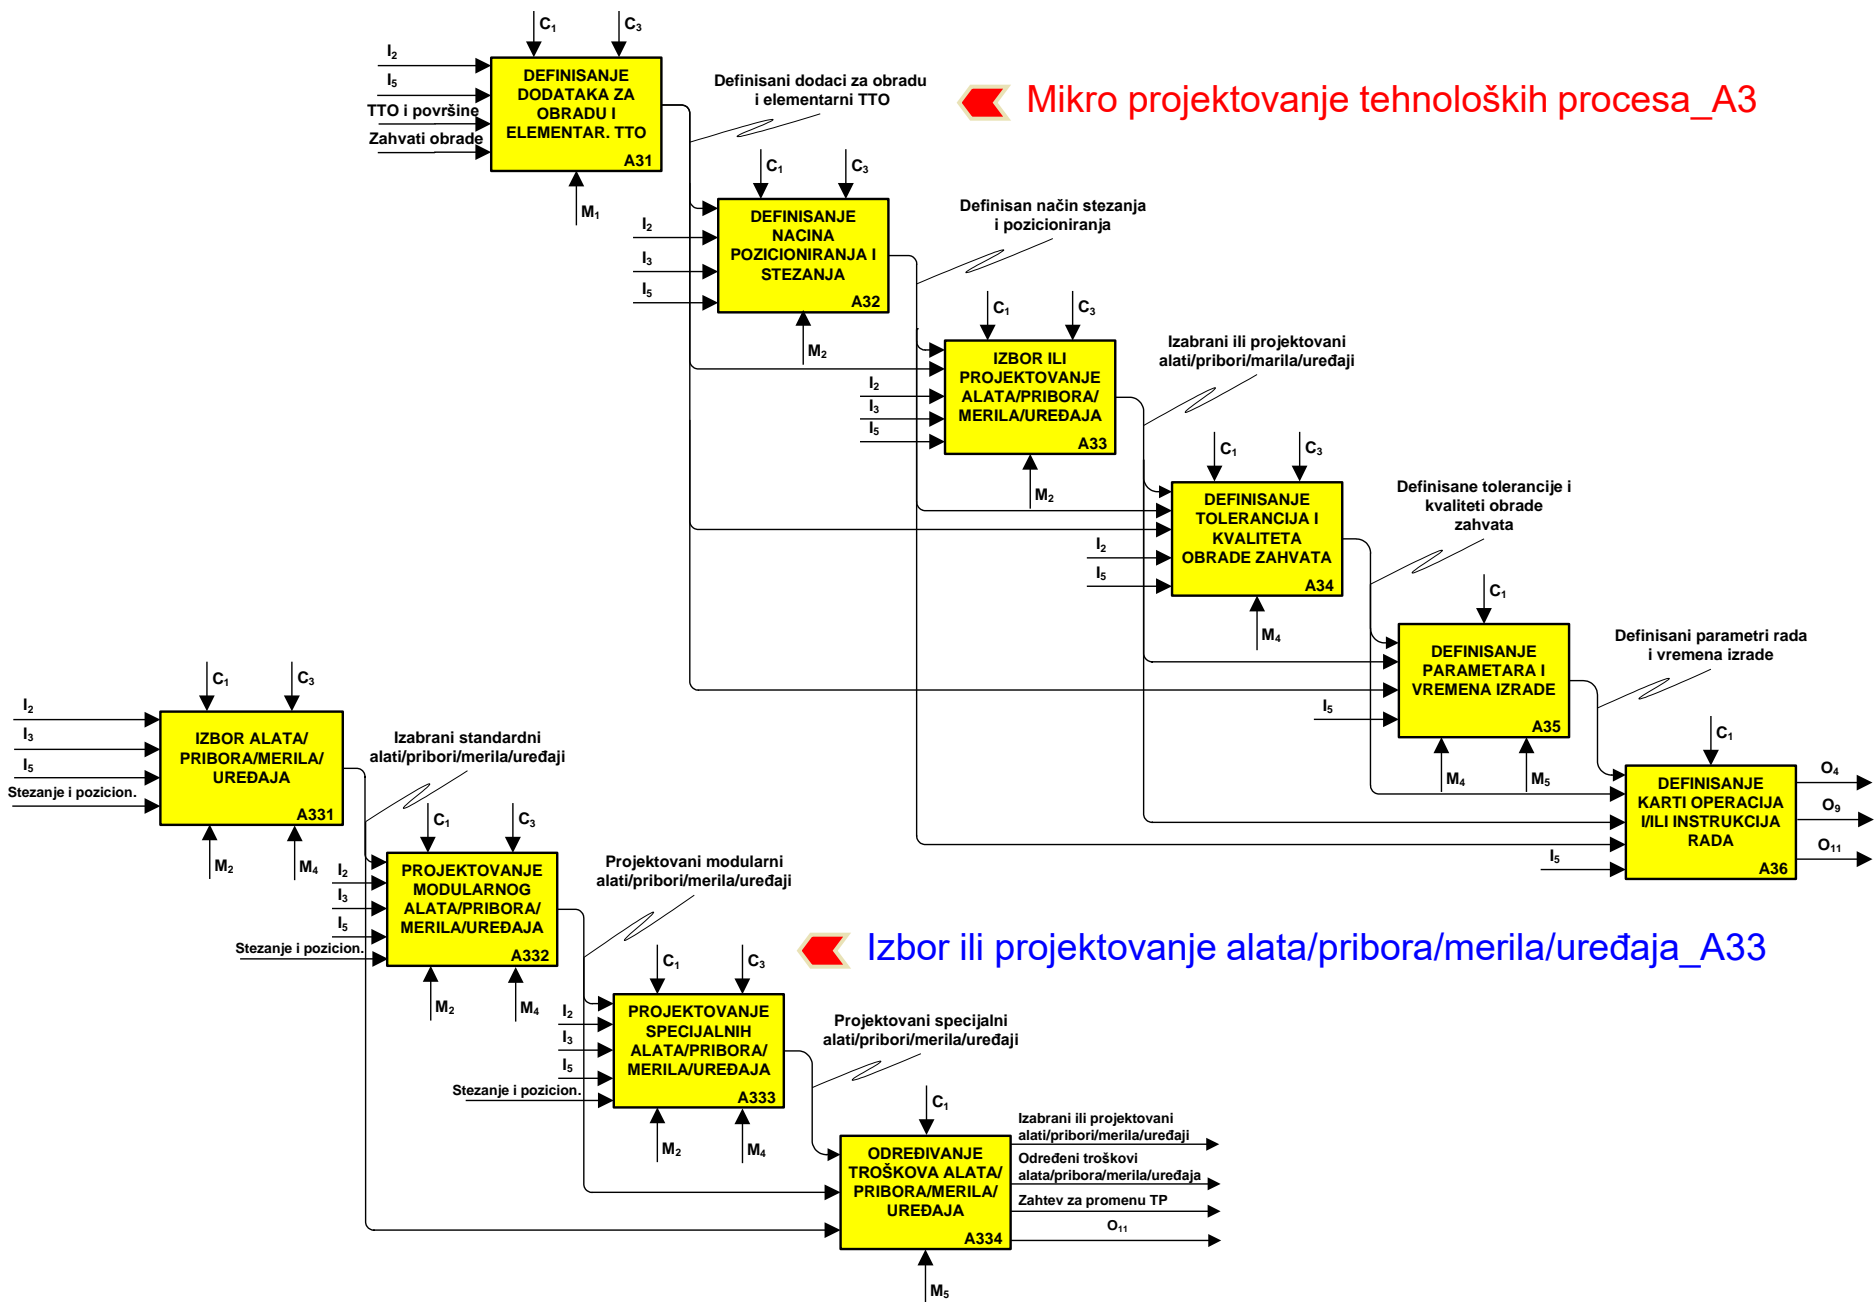 C1
C3
I2
I5
TTO i površine
Zahvati obrade
DEFINISANJE
DODATAKA ZA
OBRADU I
ELEMENTAR. TTO
A31
M1
Definisani dodaci za obradu
i elementarni TTO
Mikro projektovanje tehnoloških procesa_A3
C1
C3
I2
I3
I5
DEFINISANJE
NACINA
POZICIONIRANJA I
STEZANJA
A32
M2
Definisan način stezanja
i pozicioniranja
C1
C3
I2
I3
I5
IZBOR ILI
PROJEKTOVANJE
ALATA/PRIBORA/
MERILA/UREĐAJA
A33
M2
Izabrani ili projektovani
alati/pribori/marila/uređaji
C1
C3
I2
I5
DEFINISANJE
TOLERANCIJA I
KVALITETA
OBRADE ZAHVATA
A34
M4
Definisane tolerancije i
kvaliteti obrade
zahvata
C1
I5
DEFINISANJE
PARAMETARA I
VREMENA IZRADE
A35
M4
M5
Definisani parametri rada
i vremena izrade
C1
I5
DEFINISANJE
KARTI OPERACIJA
I/ILI INSTRUKCIJA
RADA
A36
O4
O9
O11
C1
C3
I2
I3
I5
Stezanje i pozicion.
IZBOR ALATA/
PRIBORA/MERILA/
UREĐAJA
A331
M2
M4
Izabrani standardni
alati/pribori/merila/uređaji
C1
C3
I2
I3
I5
Stezanje i pozicion.
PROJEKTOVANJE
MODULARNOG
ALATA/PRIBORA/
MERILA/UREĐAJA
A332
M2
M4
Projektovani modularni
alati/pribori/merila/uređaji
Izbor ili projektovanje alata/pribora/merila/uređaja_A33
C1
C3
I2
I3
I5
Stezanje i pozicion.
PROJEKTOVANJE
SPECIJALNIH
ALATA/PRIBORA/
MERILA/UREĐAJA
A333
M2
M4
Projektovani specijalni
alati/pribori/merila/uređaji
C1
ODREĐIVANJE
TROŠKOVA ALATA/
PRIBORA/MERILA/
UREĐAJA
A334
M5
Izabrani ili projektovani
alati/pribori/merila/uređaji
Određeni troškovi
alata/pribora/merila/uređaja
Zahtev za promenu TP
O11